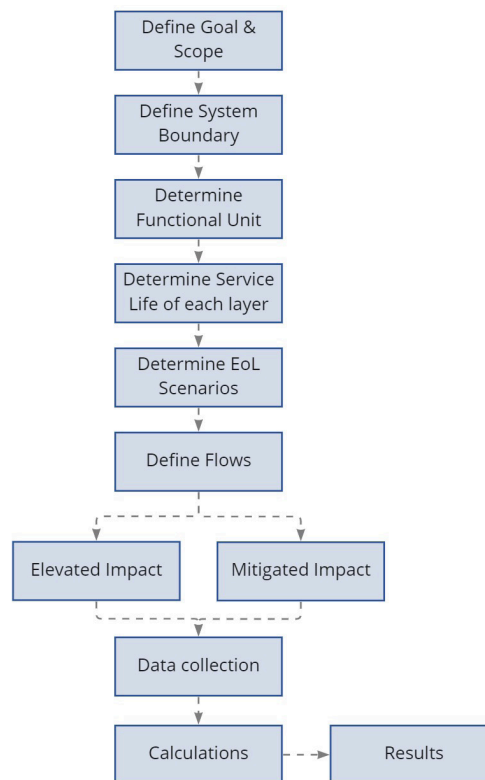 Define Goal &
Scope
Define System
Boundary
Determine
Functional Unit
Determine Service
Life of each layer
Determine EoL
Scenarios
Define Flows
Elevated Impact
Mitigated Impact
Data collection
Calculations
Results